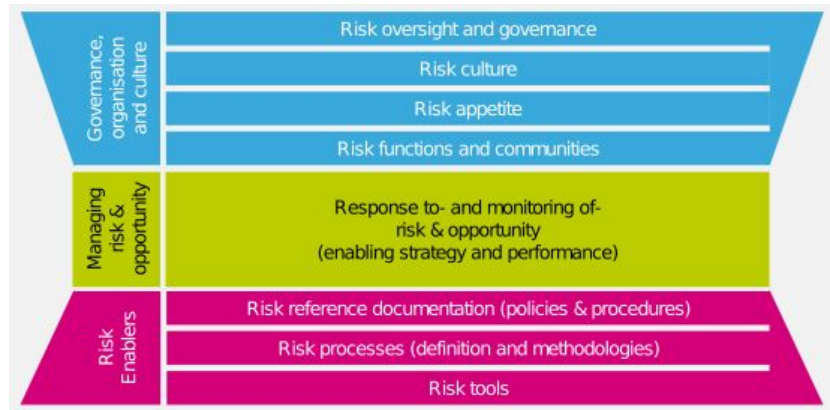 Governance,
organisation
and culture
Risk oversight and governance
Risk culture
Risk appetite
Risk functions and communities
Managing
risk &
opportunity
Response to- and monitoring of-
risk & opportunity
(enabling strategy and performance)
Risk
Enablers
Risk reference documentation (policies & procedures)
Risk processes (definition and methodologies)
Risk tools